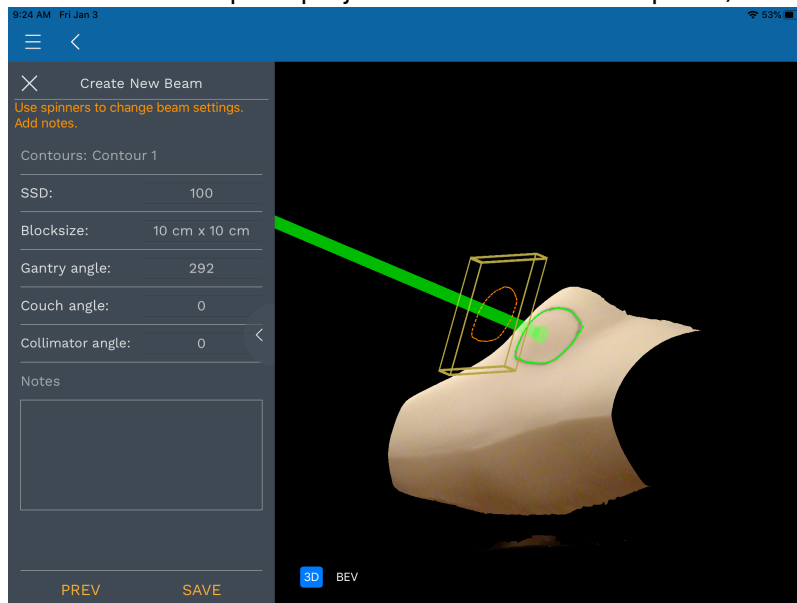 9:24 AM Fri Jan 3
53%
Create New Beam
Use spinners to change beam settings.
Add notes.
Contours: Contour 1
SSD: 100
Blocksize: 10 cm x 10 cm
Gantry angle: 292
Couch angle: 0
Collimator angle: 0
Notes
PREV SAVE
3D BEV